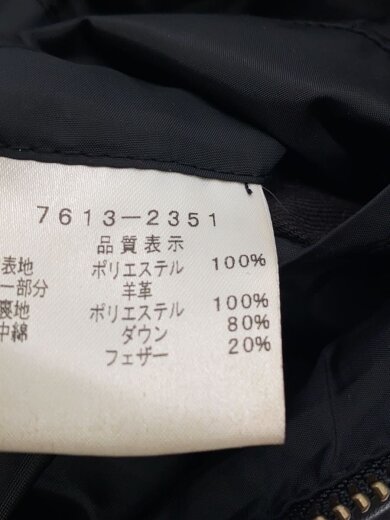 7613-2351
品質表示
表地 ポリエステル 100%
一部分 羊革
裏地 ポリエステル 100%
中綿 ダウン 80%
フェザー 20%